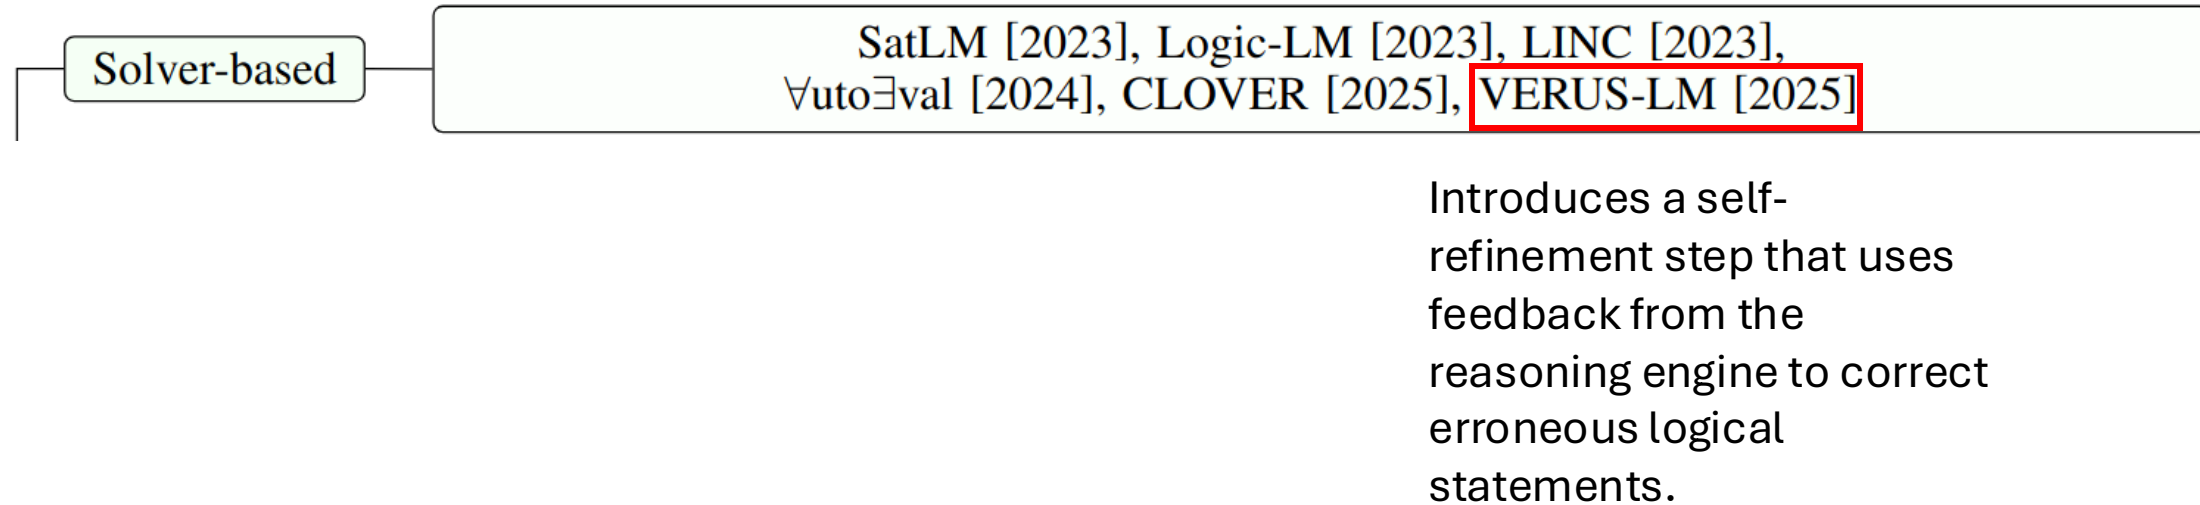 Solver-based
SatLM [2023], Logic-LM [2023], LINC [2023],
∀uto∃val [2024], CLOVER [2025], VERUS-LM [2025]
Introduces a self-
refinement step that uses
feedback from the
reasoning engine to correct
erroneous logical
statements.